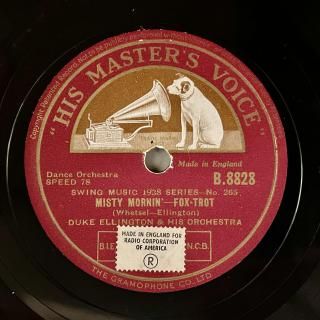 "HIS MASTER'S VOICE"
Made in England
Dance Orchestra
SPEED 78
B.8828
SWING MUSIC 1938 SERIES—No. 265
MISTY MORNIN'—FOX-TROT
(Whetsel—Ellington)
DUKE ELLINGTON & HIS ORCHESTRA
MADE IN ENGLAND FOR
RADIO CORPORATION
OF AMERICA
R
THE GRAMOPHONE CO., LTD